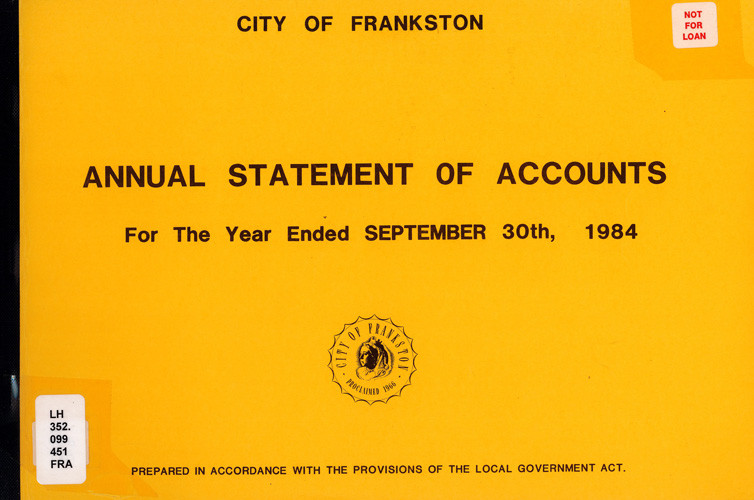 CITY OF FRANKSTON
NOT
FOR
LOAN
ANNUAL STATEMENT OF ACCOUNTS
For The Year Ended SEPTEMBER 30th, 1984
CITY OF FRANKSTON
PROCLAIMED 1966
LH
352.
099
451
FRA
PREPARED IN ACCORDANCE WITH THE PROVISIONS OF THE LOCAL GOVERNMENT ACT.